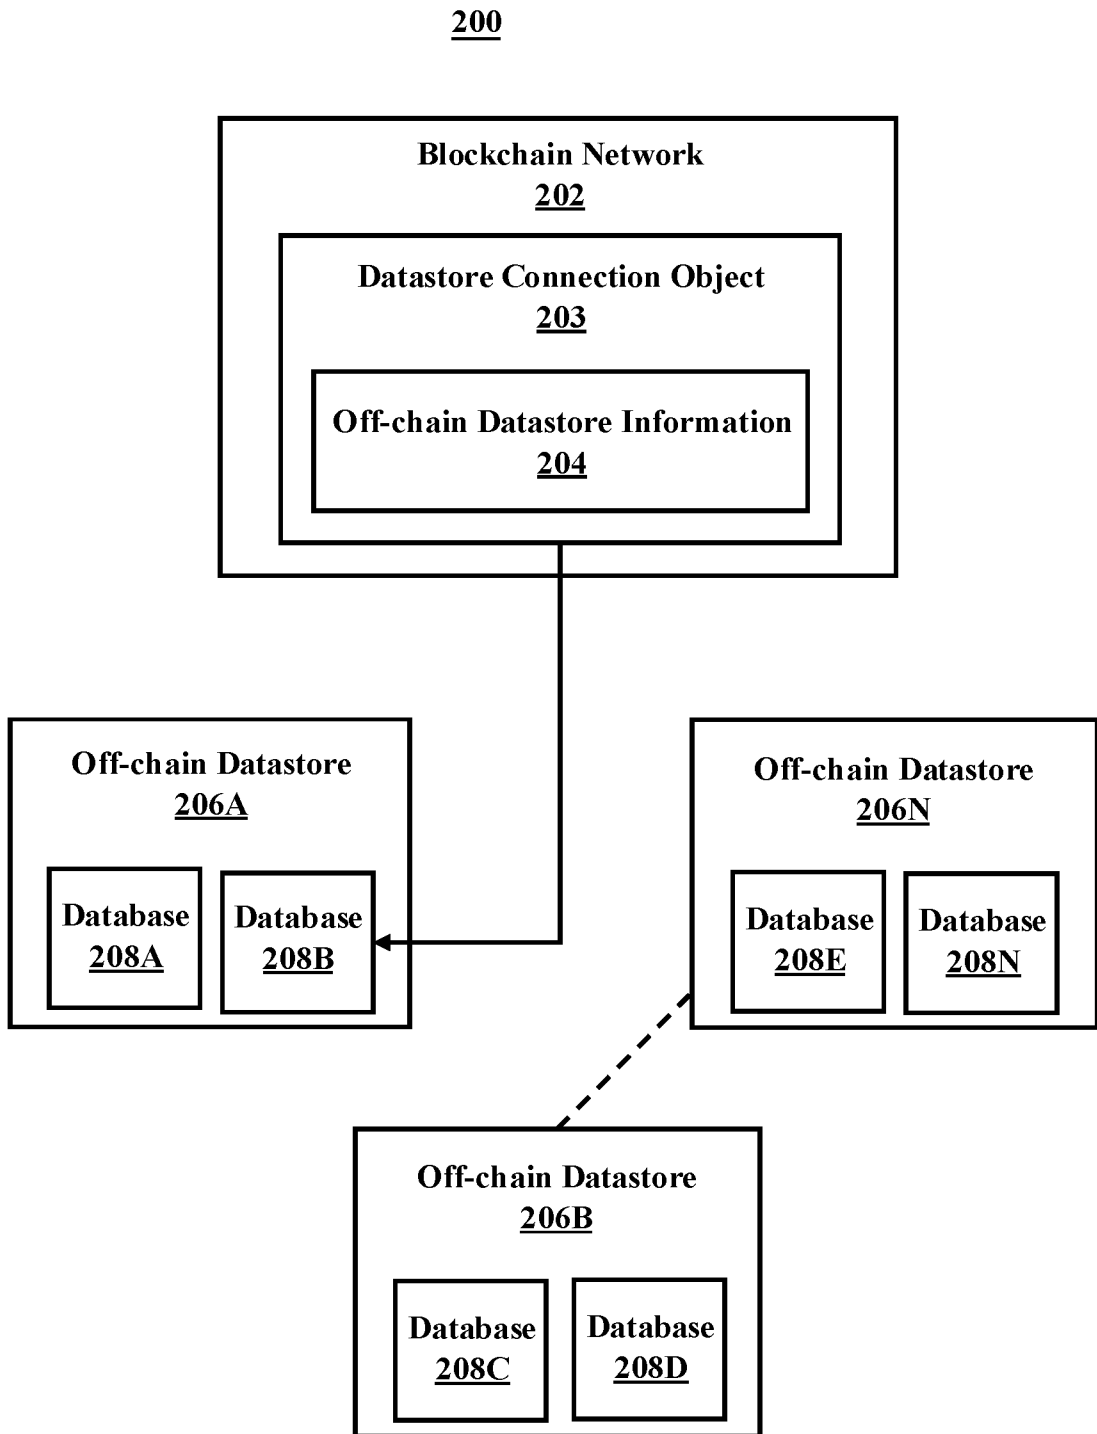 200
Blockchain Network
202
Datastore Connection Object
203
Off-chain Datastore Information
204
Off-chain Datastore
206A
Database
208A
Database
208B
Off-chain Datastore
206N
Database
208E
Database
208N
Off-chain Datastore
206B
Database
208C
Database
208D